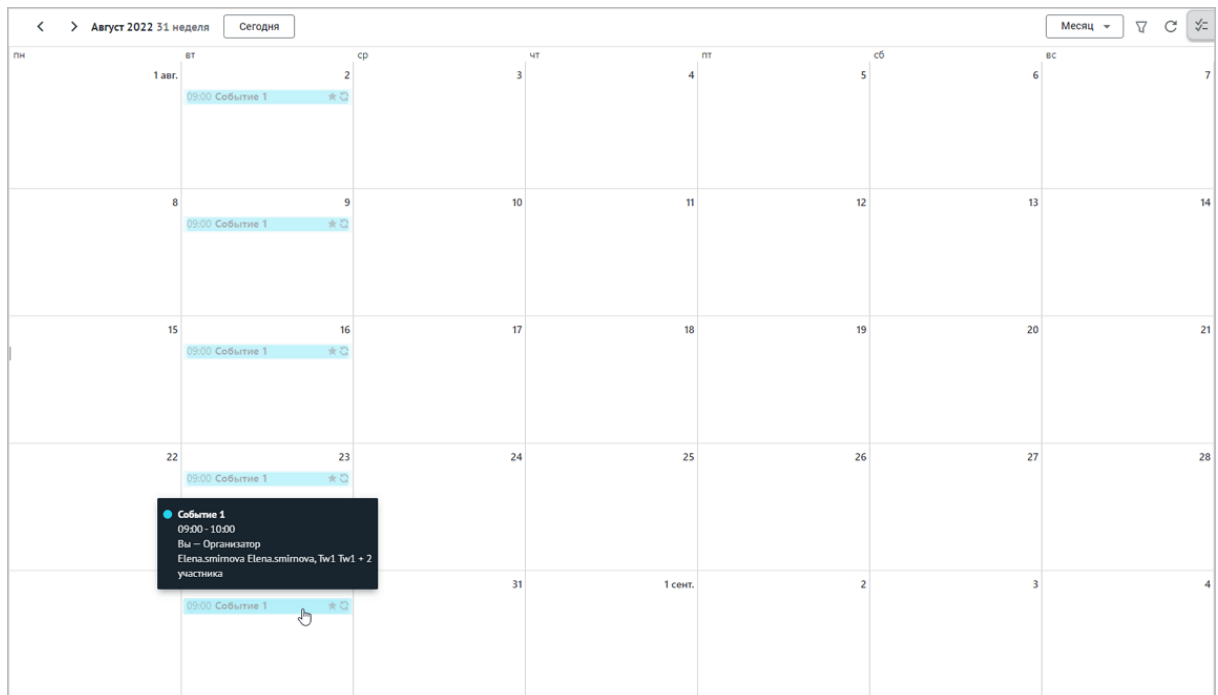 Август 2022 31 неделя Сегодня Месяц
пн вт ср чт пт сб вс
1 авг. 2 3 4 5 6 7
09:00 Событие 1
8 9 10 11 12 13 14
09:00 Событие 1
15 16 17 18 19 20 21
09:00 Событие 1
22 23 24 25 26 27 28
09:00 Событие 1
Событие 1
09:00 - 10:00
Вы — Организатор
Elena.smirnova Elena.smirnova, Tw1 Tw1 + 2
участника
31 1 сент. 2 3 4
09:00 Событие 1